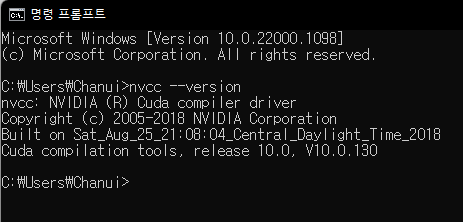 명령 프롬프트
Microsoft Windows [Version 10.0.22000.1098]
(c) Microsoft Corporation. All rights reserved.
C:\Users₩Chanui>nvcc --version
nvcc: NVIDIA (R) Cuda compiler driver
Copyright (c) 2005-2018 NVIDIA Corporation
Built on Sat_Aug_25_21:08:04_Central_Daylight_Time_2018
Cuda compilation tools, release 10.0, V10.0.130
C:₩Users₩Chanui>